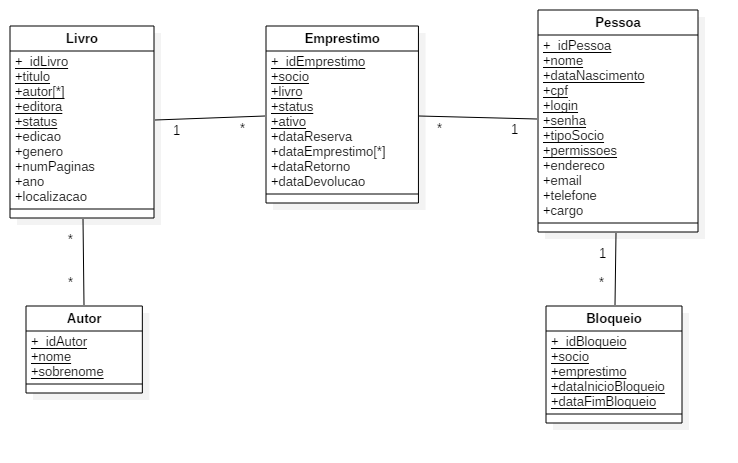 Livro
+_idLivro
+titulo
+autor[*]
+editora
+status
+edicao
+genero
+numPaginas
+ano
+localizacao
1
*
Emprestimo
+_idEmprestimo
+socio
+livro
+status
+ativo
+dataReserva
+dataEmprestimo[*]
+dataRetorno
+dataDevolucao
*
1
Pessoa
+_idPessoa
+nome
+dataNascimento
+cpf
+login
+senha
+tipoSocio
+permissoes
+endereco
+email
+telefone
+cargo
*
*
Autor
+_idAutor
+nome
+sobrenome
1
*
Bloqueio
+_idBloqueio
+socio
+emprestimo
+dataInicioBloqueio
+dataFimBloqueio